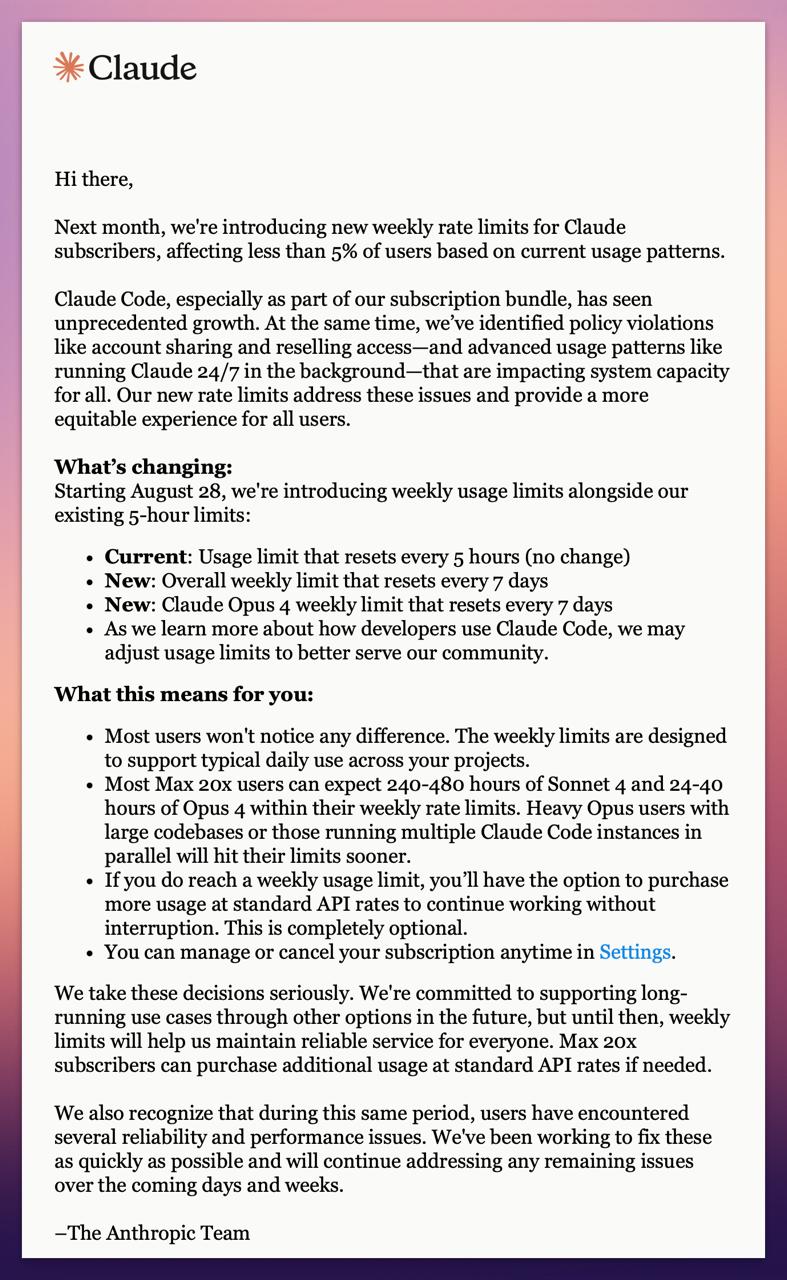 Claude
Hi there,
Next month, we're introducing new weekly rate limits for Claude
subscribers, affecting less than 5% of users based on current usage patterns.
Claude Code, especially as part of our subscription bundle, has seen
unprecedented growth. At the same time, we’ve identified policy violations
like account sharing and reselling access—and advanced usage patterns like
running Claude 24/7 in the background—that are impacting system capacity
for all. Our new rate limits address these issues and provide a more
equitable experience for all users.
What’s changing:
Starting August 28, we're introducing weekly usage limits alongside our
existing 5-hour limits:
• Current: Usage limit that resets every 5 hours (no change)
• New: Overall weekly limit that resets every 7 days
• New: Claude Opus 4 weekly limit that resets every 7 days
• As we learn more about how developers use Claude Code, we may
adjust usage limits to better serve our community.
What this means for you:
• Most users won't notice any difference. The weekly limits are designed
to support typical daily use across your projects.
• Most Max 20x users can expect 240-480 hours of Sonnet 4 and 24-40
hours of Opus 4 within their weekly rate limits. Heavy Opus users with
large codebases or those running multiple Claude Code instances in
parallel will hit their limits sooner.
• If you do reach a weekly usage limit, you’ll have the option to purchase
more usage at standard API rates to continue working without
interruption. This is completely optional.
• You can manage or cancel your subscription anytime in Settings.
We take these decisions seriously. We're committed to supporting long-
running use cases through other options in the future, but until then, weekly
limits will help us maintain reliable service for everyone. Max 20x
subscribers can purchase additional usage at standard API rates if needed.
We also recognize that during this same period, users have encountered
several reliability and performance issues. We've been working to fix these
as quickly as possible and will continue addressing any remaining issues
over the coming days and weeks.
–The Anthropic Team